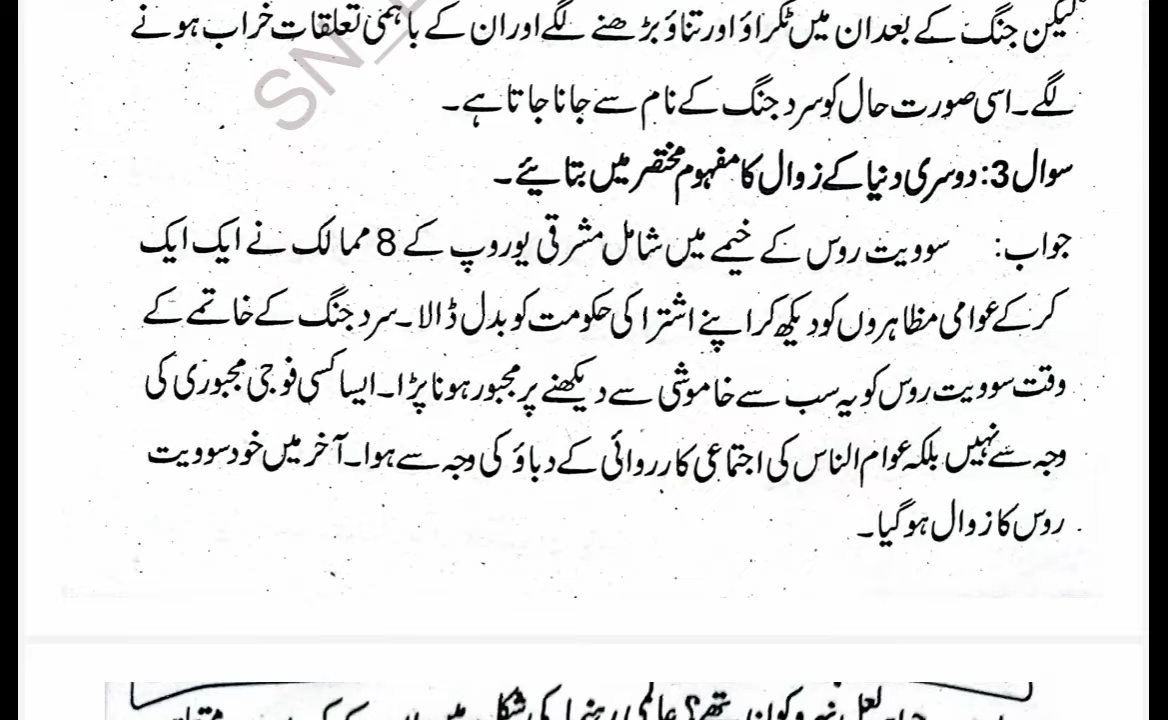 لیکن جنگ کے بعد ان میں ٹکراؤ اور تناؤ بڑھنے لگے اور ان کے باہمی تعلقات خراب ہونے
لگے۔ اسی صورت حال کو سرد جنگ کے نام سے جانا جاتا ہے۔
سوال 3: دوسری دنیا کے زوال کا مفہوم مختصر میں بتایئے۔
جواب: سوویت روس کے خیمے میں شامل مشرقی یوروپ کے 8 ممالک نے ایک ایک
کر کے عوامی مظاہروں کو دیکھ کر اپنے اشتراکی حکومت کو بدل ڈالا۔ سرد جنگ کے خاتمے کے
وقت سوویت روس کو یہ سب سے خاموشی سے دیکھنے پر مجبور ہونا پڑا۔ ایسا کسی فوجی مجبوری کی
وجہ سے نہیں بلکہ عوام الناس کی اجتماعی کارروائی کے دباؤ کی وجہ سے ہوا۔ آخر میں خود سوویت
روس کا زوال ہوگیا۔
SN_